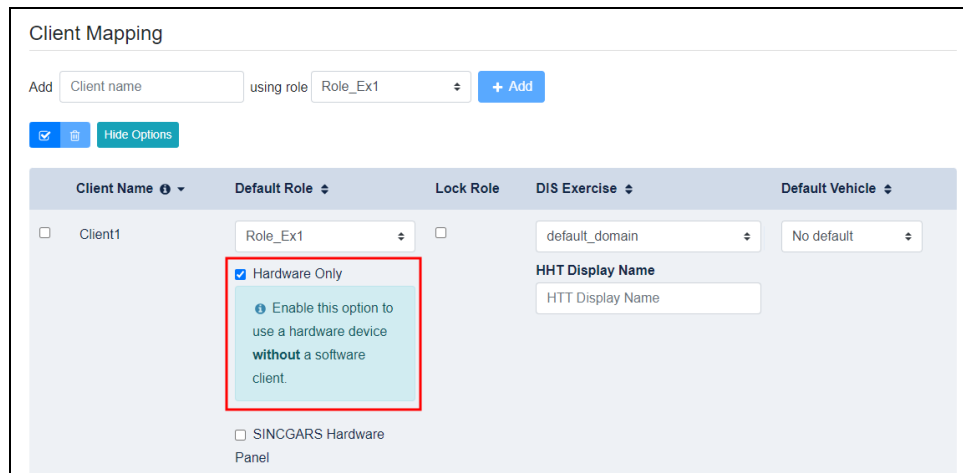 Client Mapping
Add Client name using role Role_Ex1 + Add
Hide Options
Client Name Default Role Lock Role DIS Exercise Default Vehicle
Client1 Role_Ex1 default_domain No default
Hardware Only HHT Display Name
Enable this option to HTT Display Name
use a hardware device
without a software
client.
SINCGARS Hardware
Panel